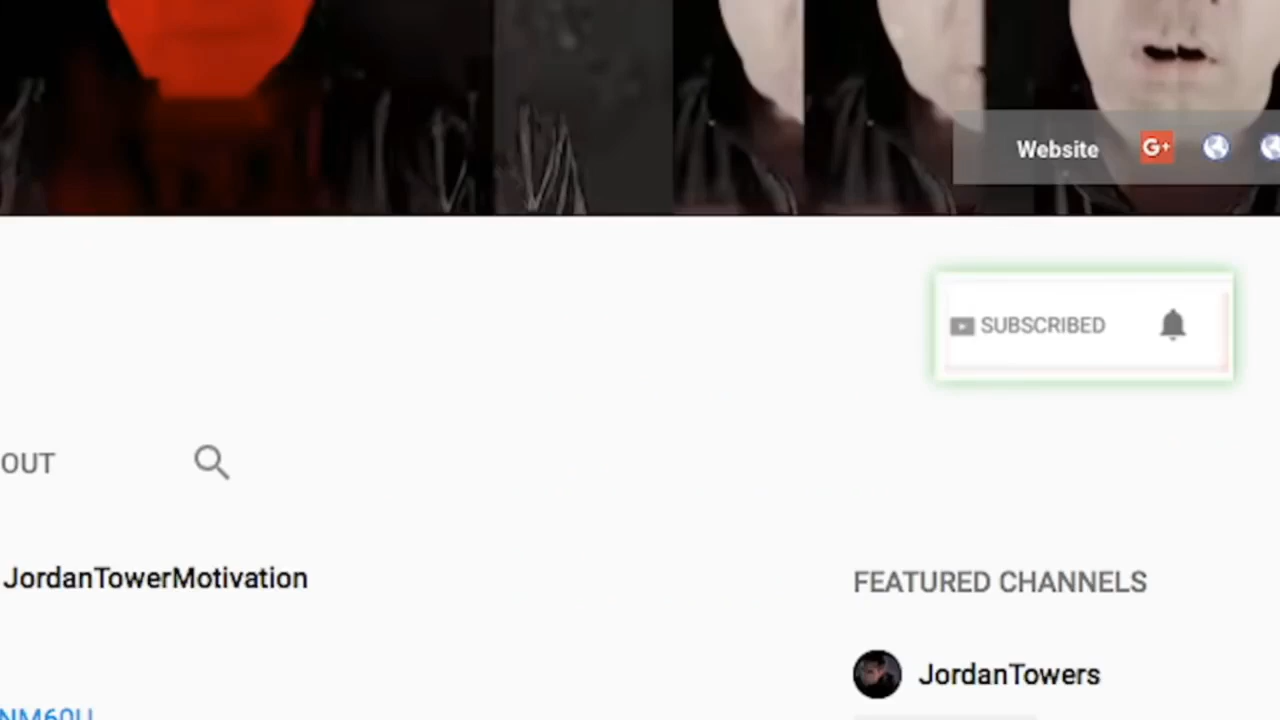 Website G+
SUBSCRIBED
OUT
JordanTowerMotivation
FEATURED CHANNELS
JordanTowers